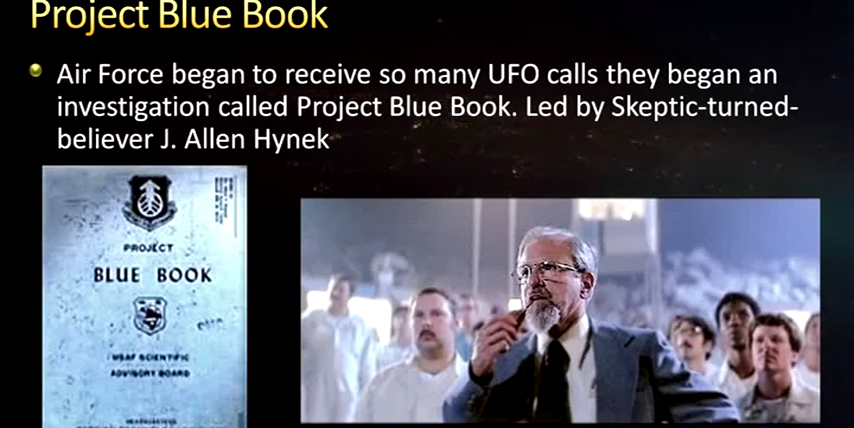 Project Blue Book
Air Force began to receive so many UFO calls they began an
investigation called Project Blue Book. Led by Skeptic-turned-
believer J. Allen Hynek
PROJECT
BLUE BOOK
USAF SCIENTIFIC
ADVISORY BOARD